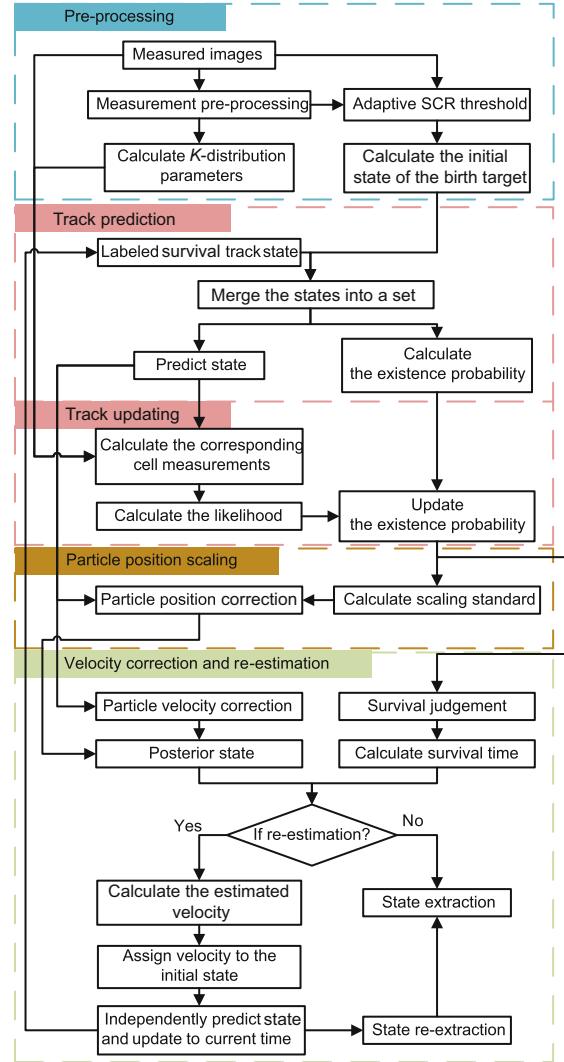 Pre-processing
Measured images
Measurement pre-processing
Adaptive SCR threshold
Calculate K-distribution
parameters
Calculate the initial
state of the birth target
Track prediction
Labeled survival track state
Merge the states into a set
Predict state
Calculate
the existence probability
Track updating
Calculate the corresponding
cell measurements
Calculate the likelihood
Update
the existence probability
Particle position scaling
Particle position correction
Calculate scaling standard
Velocity correction and re-estimation
Particle velocity correction
Survival judgement
Posterior state
Calculate survival time
If re-estimation?
Yes
No
Calculate the estimated
velocity
State extraction
Assign velocity to the
initial state
Independently predict state
and update to current time
State re-extraction